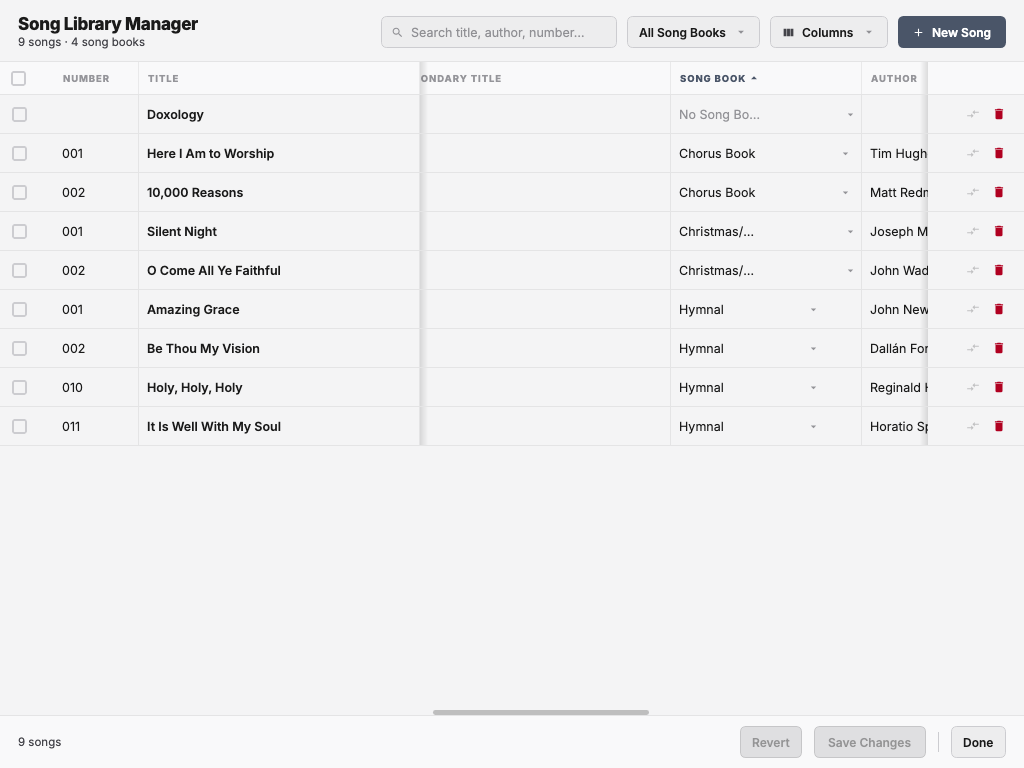 Song Library Manager
9 songs · 4 song books
Search title, author, number...
All Song Books
Columns
New Song
NUMBER TITLE ONDARY TITLE SONG BOOK AUTHOR
Doxology No Song Bo...
001 Here I Am to Worship Chorus Book Tim Hugh
002 10,000 Reasons Chorus Book Matt Redm
001 Silent Night Christmas/... Joseph M
002 O Come All Ye Faithful Christmas/... John Wad
001 Amazing Grace Hymnal John New
002 Be Thou My Vision Hymnal Dallán For
010 Holy, Holy, Holy Hymnal Reginald H
011 It Is Well With My Soul Hymnal Horatio Sp
9 songs
Revert
Save Changes
Done